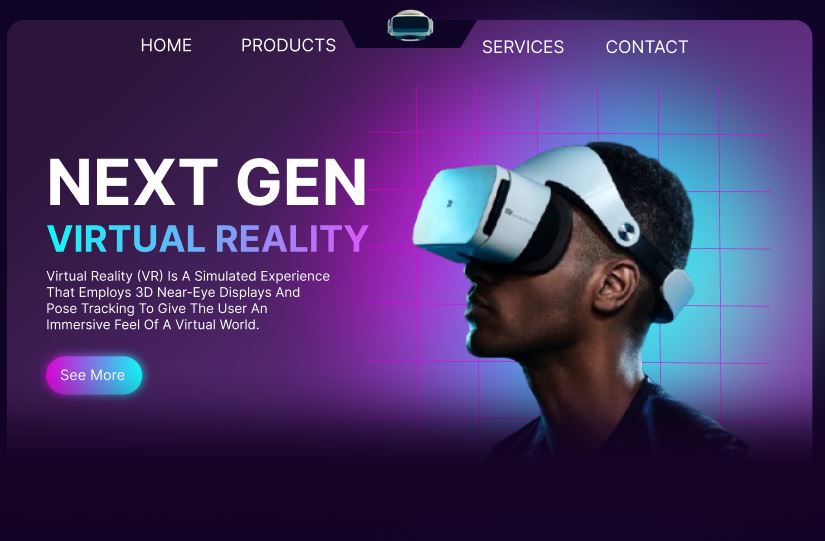 HOME PRODUCTS SERVICES CONTACT
NEXT GEN
VIRTUAL REALITY
Virtual Reality (VR) Is A Simulated Experience
That Employs 3D Near-Eye Displays And
Pose Tracking To Give The User An
Immersive Feel Of A Virtual World.
See More